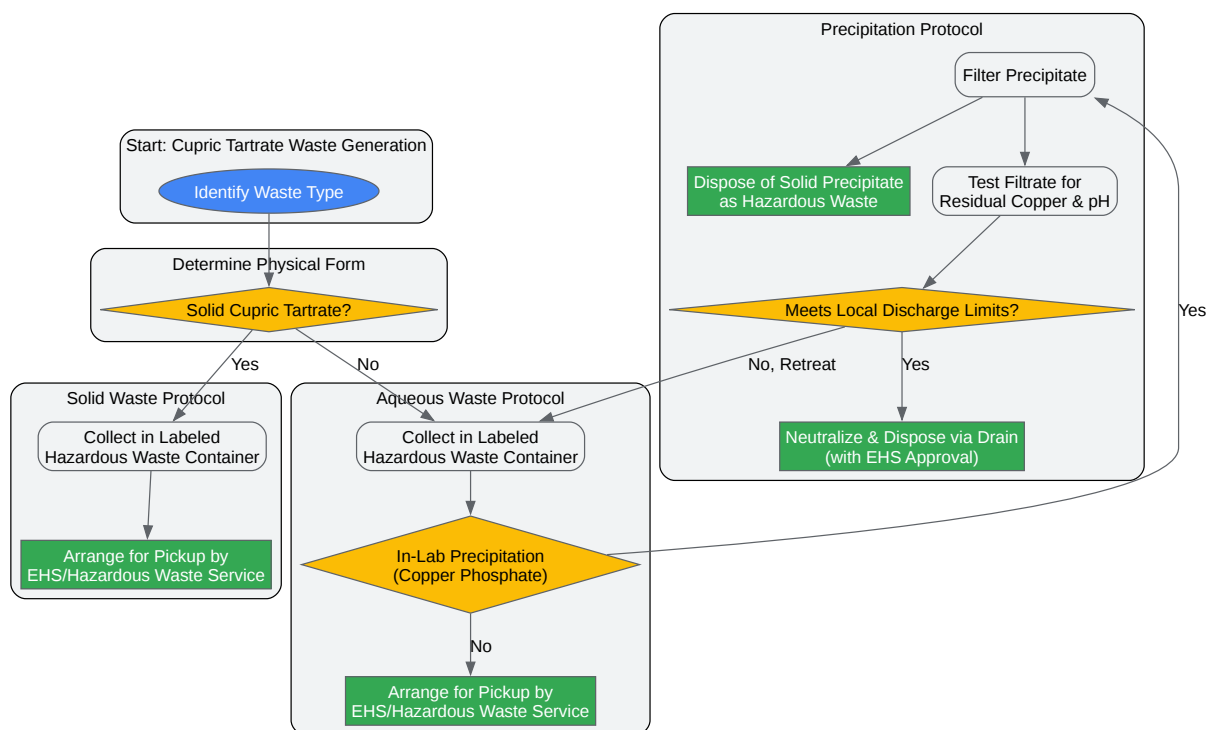 Start: Cupric Tartrate Waste Generation
Identify Waste Type
Determine Physical Form
Solid Cupric Tartrate?
Yes
No
Solid Waste Protocol
Collect in Labeled
Hazardous Waste Container
Arrange for Pickup by
EHS/Hazardous Waste Service
Aqueous Waste Protocol
Collect in Labeled
Hazardous Waste Container
In-Lab Precipitation
(Copper Phosphate)
No
Arrange for Pickup by
EHS/Hazardous Waste Service
Yes
Precipitation Protocol
Filter Precipitate
Dispose of Solid Precipitate
as Hazardous Waste
Test Filtrate for
Residual Copper & pH
Meets Local Discharge Limits?
No, Retreat
Yes
Neutralize & Dispose via Drain
(with EHS Approval)